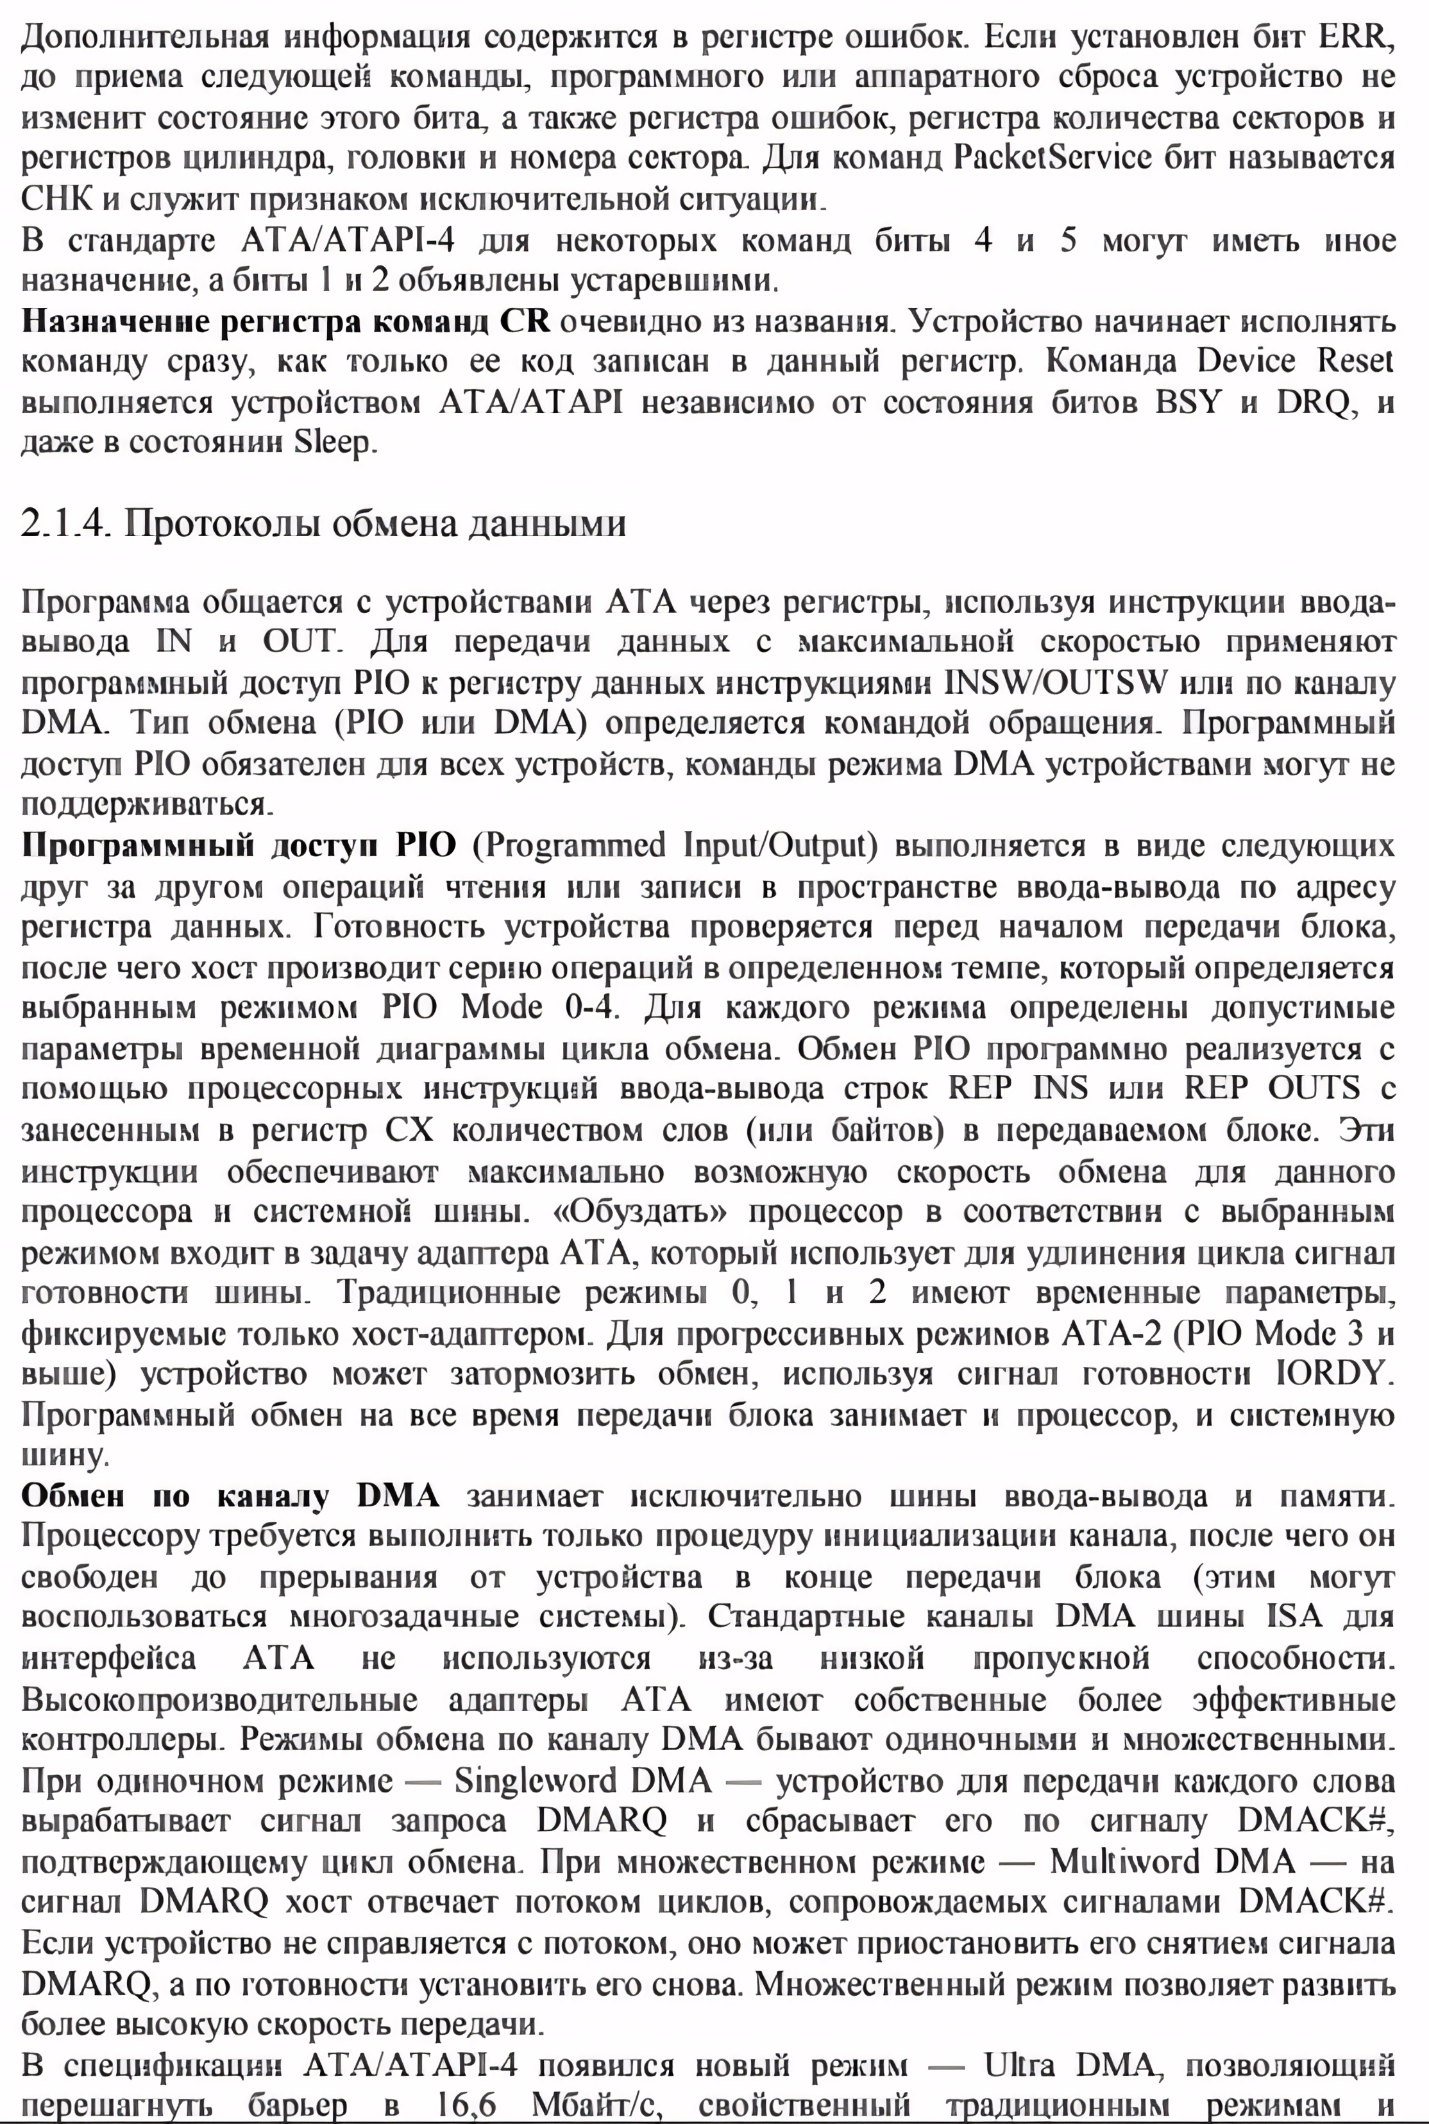 Дополнительная информация содержится в регистре ошибок. Если установлен бит ERR,
до приема следующей команды, программного или аппаратного сброса устройство не
изменит состояние этого бита, а также регистра ошибок, регистра количества секторов и
регистров цилиндра, головки и номера сектора. Для команд PacketService бит называется
CHK и служит признаком исключительной ситуации.
В стандарте ATA/ATAPI-4 для некоторых команд биты 4 и 5 могут иметь иное
назначение, а биты 1 и 2 объявлены устаревшими.
Назначение регистра команд CR очевидно из названия. Устройство начинает исполнять
команду сразу, как только ее код записан в данный регистр. Команда Device Reset
выполняется устройством ATA/ATAPI независимо от состояния битов BSY и DRQ, и
даже в состоянии Sleep.
2.1.4. Протоколы обмена данными
Программа общается с устройствами ATA через регистры, используя инструкции ввода-
вывода IN и OUT. Для передачи данных с максимальной скоростью применяют
программный доступ PIO к регистру данных инструкциями INSW/OUTSW или по каналу
DMA. Тип обмена (PIO или DMA) определяется командой обращения. Программный
доступ PIO обязателен для всех устройств, команды режима DMA устройствами могут не
поддерживаться.
Программный доступ PIO (Programmed Input/Output) выполняется в виде следующих
друг за другом операций чтения или записи в пространстве ввода-вывода по адресу
регистра данных. Готовность устройства проверяется перед началом передачи блока,
после чего хост производит серию операций в определенном темпе, который определяется
выбранным режимом PIO Mode 0-4. Для каждого режима определены допустимые
параметры временной диаграммы цикла обмена. Обмен PIO программно реализуется с
помощью процессорных инструкций ввода-вывода строк REP INS или REP OUTS с
занесенным в регистр CX количеством слов (или байтов) в передаваемом блоке. Эти
инструкции обеспечивают максимально возможную скорость обмена для данного
процессора и системной шины. «Обуздать» процессор в соответствии с выбранным
режимом входит в задачу адаптера ATA, который использует для удлинения цикла сигнал
готовности шины. Традиционные режимы 0, 1 и 2 имеют временные параметры,
фиксируемые только хост-адаптером. Для прогрессивных режимов ATA-2 (PIO Mode 3 и
выше) устройство может затормозить обмен, используя сигнал готовности IORDY.
Программный обмен на все время передачи блока занимает и процессор, и системную
шину.
Обмен по каналу DMA занимает исключительно шины ввода-вывода и памяти.
Процессору требуется выполнить только процедуру инициализации канала, после чего он
свободен до прерывания от устройства в конце передачи блока (этим могут
воспользоваться многозадачные системы). Стандартные каналы DMA шины ISA для
интерфейса ATA не используются из-за низкой пропускной способности.
Высокопроизводительные адаптеры ATA имеют собственные более эффективные
контроллеры. Режимы обмена по каналу DMA бывают одиночными и множественными.
При одиночном режиме — Singleword DMA — устройство для передачи каждого слова
вырабатывает сигнал запроса DMARQ и сбрасывает его по сигналу DMACK#,
подтверждающему цикл обмена. При множественном режиме — Multiword DMA — на
сигнал DMARQ хост отвечает потоком циклов, сопровождаемых сигналами DMACK#.
Если устройство не справляется с потоком, оно может приостановить его снятием сигнала
DMARQ, а по готовности установить его снова. Множественный режим позволяет развить
более высокую скорость передачи.
В спецификации ATA/ATAPI-4 появился новый режим — Ultra DMA, позволяющий
перешагнуть барьер в 16,6 Мбайт/с, свойственный традиционным режимам и